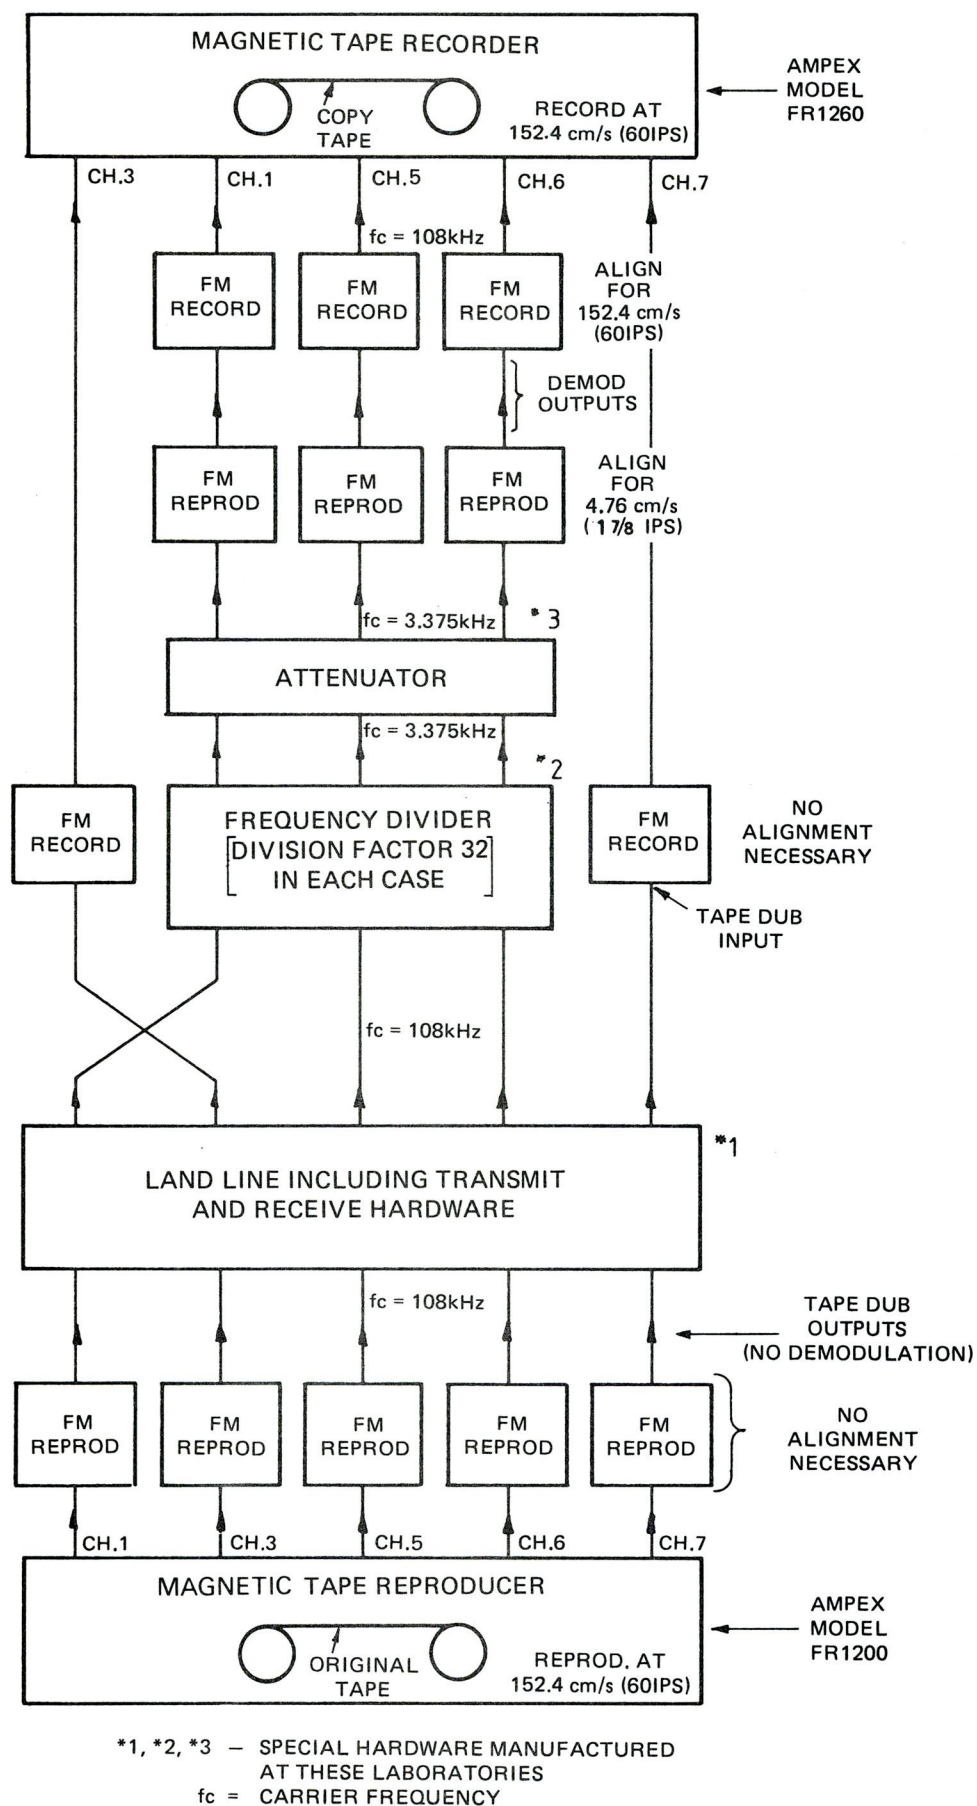 MAGNETIC TAPE RECORDER
COPY
TAPE
RECORD AT
152.4 cm/s (60IPS)
AMPEX
MODEL
FR1260
CH.3
CH.1
CH.5
CH.6
CH.7
fc = 108kHz
FM
RECORD
FM
RECORD
FM
RECORD
ALIGN
FOR
152.4 cm/s
(60IPS)
DEMOD
OUTPUTS
FM
REPROD
FM
REPROD
FM
REPROD
ALIGN
FOR
4.76 cm/s
(1 7/8 IPS)
fc = 3.375kHz
*3
ATTENUATOR
fc = 3.375kHz
*2
FM
RECORD
FREQUENCY DIVIDER
[DIVISION FACTOR 32
IN EACH CASE]
FM
RECORD
NO
ALIGNMENT
NECESSARY
TAPE DUB
INPUT
fc = 108kHz
*1
LAND LINE INCLUDING TRANSMIT
AND RECEIVE HARDWARE
fc = 108kHz
TAPE DUB
OUTPUTS
(NO DEMODULATION)
FM
REPROD
FM
REPROD
FM
REPROD
FM
REPROD
FM
REPROD
NO
ALIGNMENT
NECESSARY
CH.1
CH.3
CH.5
CH.6
CH.7
MAGNETIC TAPE REPRODUCER
ORIGINAL
TAPE
REPROD. AT
152.4 cm/s (60IPS)
AMPEX
MODEL
FR1200
*1, *2, *3 – SPECIAL HARDWARE MANUFACTURED
AT THESE LABORATORIES
fc = CARRIER FREQUENCY